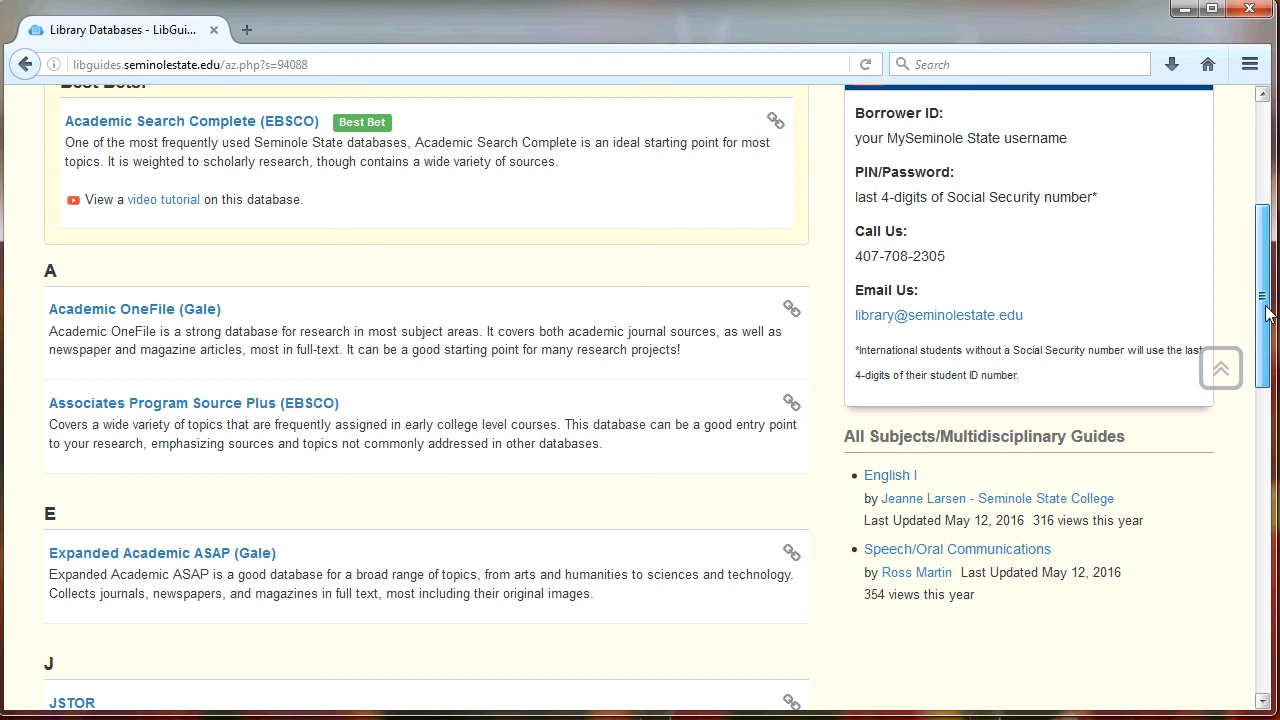 Library Databases - LibGui...
libguides.seminolestate.edu/az.php?s=94088
Search
Best Bets!
Academic Search Complete (EBSCO) Best Bet
One of the most frequently used Seminole State databases, Academic Search Complete is an ideal starting point for most
topics. It is weighted to scholarly research, though contains a wide variety of sources.
View a video tutorial on this database.
A
Academic OneFile (Gale)
Academic OneFile is a strong database for research in most subject areas. It covers both academic journal sources, as well as
newspaper and magazine articles, most in full-text. It can be a good starting point for many research projects!
Associates Program Source Plus (EBSCO)
Covers a wide variety of topics that are frequently assigned in early college level courses. This database can be a good entry point
to your research, emphasizing sources and topics not commonly addressed in other databases.
E
Expanded Academic ASAP (Gale)
Expanded Academic ASAP is a good database for a broad range of topics, from arts and humanities to sciences and technology.
Collects journals, newspapers, and magazines in full text, most including their original images.
J
JSTOR
Borrower ID:
your MySeminole State username
PIN/Password:
last 4-digits of Social Security number*
Call Us:
407-708-2305
Email Us:
library@seminolestate.edu
*International students without a Social Security number will use the last
4-digits of their student ID number.
All Subjects/Multidisciplinary Guides
English I
by Jeanne Larsen - Seminole State College
Last Updated May 12, 2016 316 views this year
Speech/Oral Communications
by Ross Martin Last Updated May 12, 2016
354 views this year